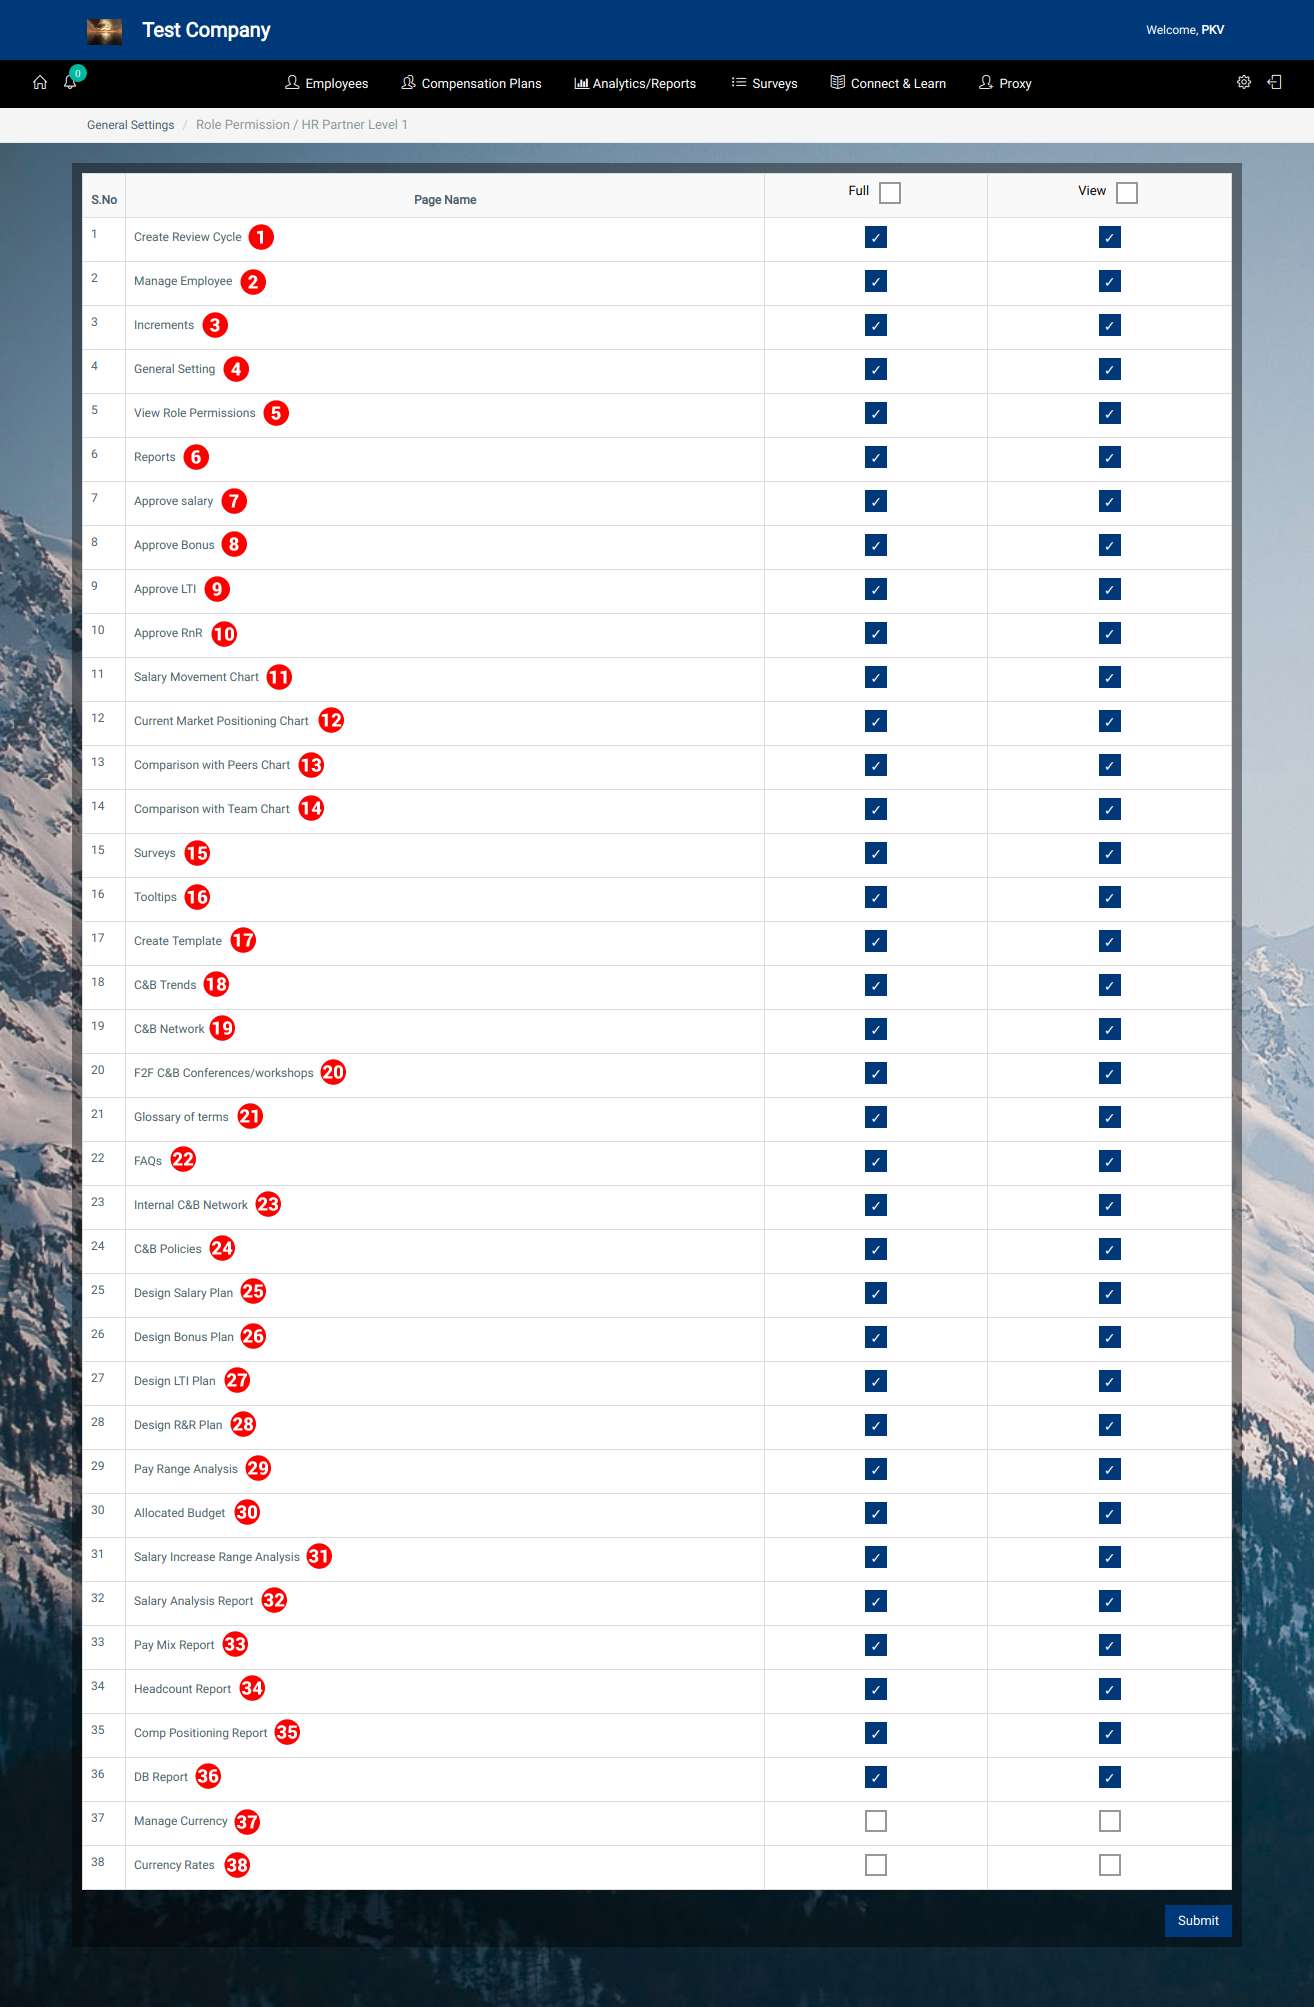 Test Company
Welcome, PKV
0
Employees
Compensation Plans
Analytics/Reports
Surveys
Connect & Learn
Proxy
General Settings / Role Permission / HR Partner Level 1
S.No Page Name Full View
1 Create Review Cycle 1
2 Manage Employee 2
3 Increments 3
4 General Setting 4
5 View Role Permissions 5
6 Reports 6
7 Approve salary 7
8 Approve Bonus 8
9 Approve LTI 9
10 Approve RnR 10
11 Salary Movement Chart 11
12 Current Market Positioning Chart 12
13 Comparison with Peers Chart 13
14 Comparison with Team Chart 14
15 Surveys 15
16 Tooltips 16
17 Create Template 17
18 C&B Trends 18
19 C&B Network 19
20 F2F C&B Conferences/workshops 20
21 Glossary of terms 21
22 FAQs 22
23 Internal C&B Network 23
24 C&B Policies 24
25 Design Salary Plan 25
26 Design Bonus Plan 26
27 Design LTI Plan 27
28 Design R&R Plan 28
29 Pay Range Analysis 29
30 Allocated Budget 30
31 Salary Increase Range Analysis 31
32 Salary Analysis Report 32
33 Pay Mix Report 33
34 Headcount Report 34
35 Comp Positioning Report 35
36 DB Report 36
37 Manage Currency 37
38 Currency Rates 38
Submit